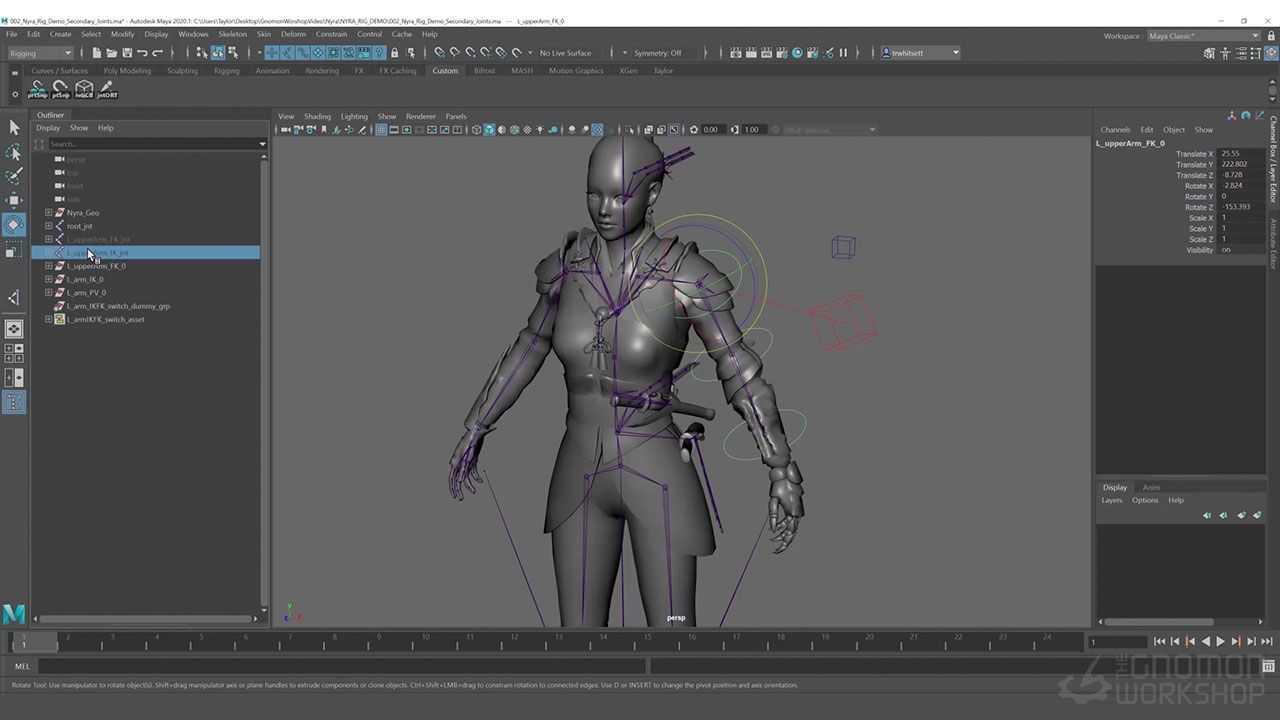 002_Nyra_Rig_Demo_Secondary_Joints.ma* - Autodesk Maya 2020.1: C:\Users\Taylor\Desktop\GnomonWorshopVideo\Nyra\NYRA_RIG_DEMO\002_Nyra_Rig_Demo_Secondary_Joints.ma --- L_upperArm_FK_0
File Edit Create Select Modify Display Windows Skeleton Skin Deform Constrain Control Cache Help
Workspace : Maya Classic*
Rigging
No Live Surface
Symmetry: Off
trwhitsett
Curves / Surfaces Poly Modeling Sculpting Rigging Animation Rendering FX FX Caching Custom Bifrost MASH Motion Graphics XGen Taylor
prtSnp ptSnp jntORT
Outliner
Display Show Help
Search...
persp
top
front
side
Nyra_Geo
root_jnt
L_upperArm_FK_jnt
L_upperArm_IK_jnt
L_upperArm_FK_0
L_arm_IK_0
L_arm_PV_0
L_arm_IKFK_switch_dummy_grp
L_armIKFK_switch_asset
View Shading Lighting Show Renderer Panels
0.00 1.00 sRGB gamma
persp
Channels Edit Object Show
L_upperArm_FK_0
Translate X 25.55
Translate Y 222.802
Translate Z -8.728
Rotate X -2.824
Rotate Y 0
Rotate Z -153.393
Scale X 1
Scale Y 1
Scale Z 1
Visibility on
Channel Box / Layer Editor
Attribute Editor
Display Anim
Layers Options Help
1 2 3 4 5 6 7 8 9 10 11 12 13 14 15 16 17 18 19 20 21 22 23 24
1
1
MEL
Rotate Tool: Use manipulator to rotate object(s). Shift+drag manipulator axis or plane handles to extrude components or clone objects. Ctrl+Shift+LMB+drag to constrain rotation to connected edges. Use D or INSERT to change the pivot position and axis orientation.
THE GNOMON WORKSHOP